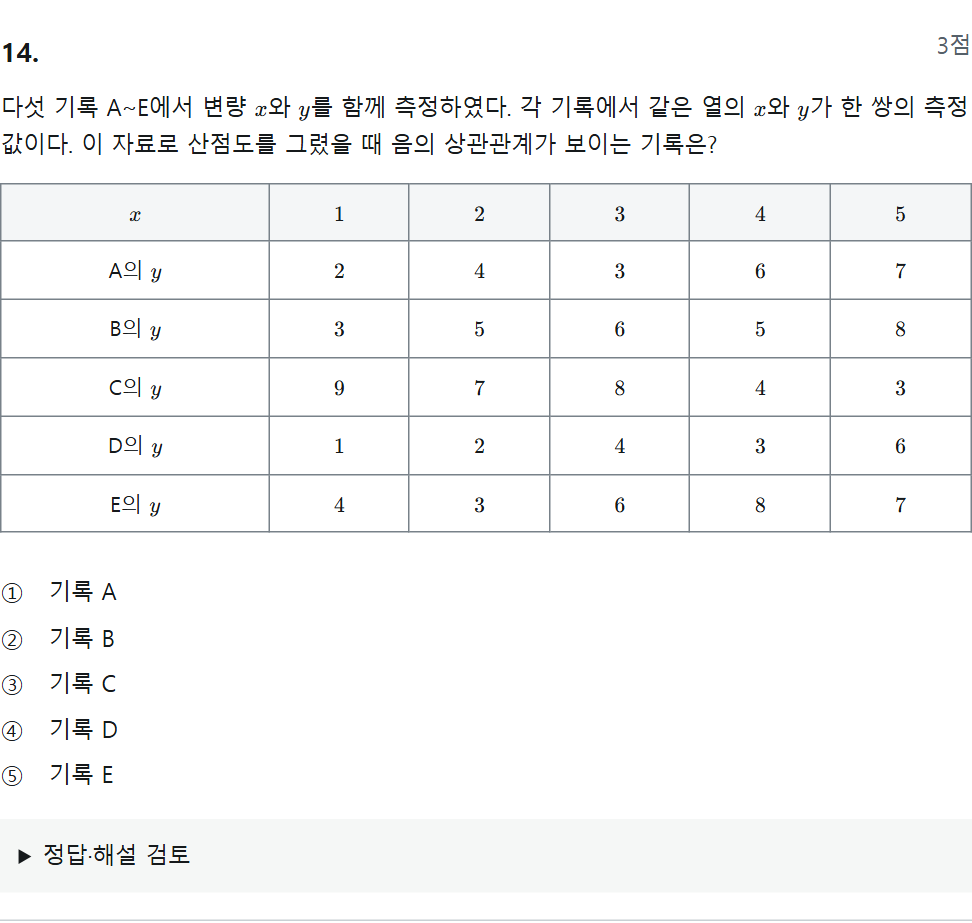 14.
3점
다섯 기록 A~E에서 변량 x와 y를 함께 측정하였다. 각 기록에서 같은 열의 x와 y가 한 쌍의 측정
값이다. 이 자료로 산점도를 그렸을 때 음의 상관관계가 보이는 기록은?
x 1 2 3 4 5
A의 y 2 4 3 6 7
B의 y 3 5 6 5 8
C의 y 9 7 8 4 3
D의 y 1 2 4 3 6
E의 y 4 3 6 8 7
① 기록 A
② 기록 B
③ 기록 C
④ 기록 D
⑤ 기록 E
▶ 정답·해설 검토